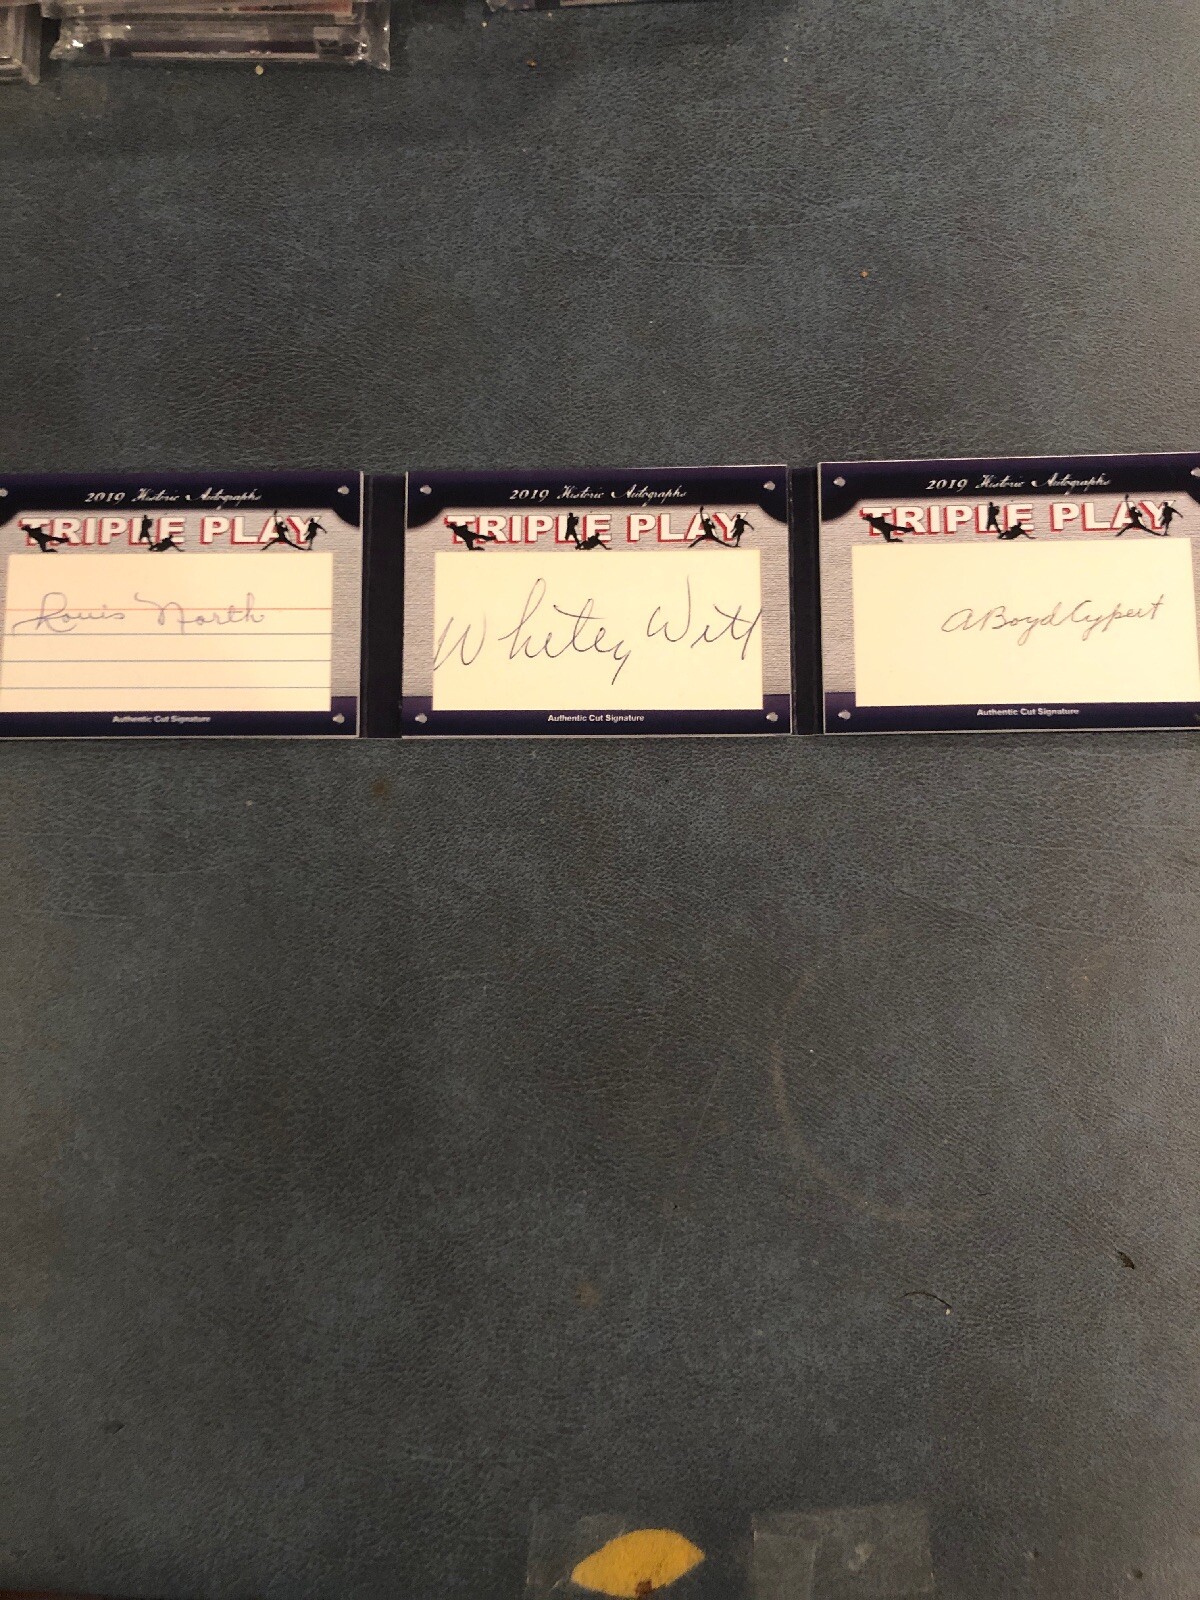 2019 Historic Autographs
TRIPLE PLAY
Louis North
Authentic Cut Signature
2019 Historic Autographs
TRIPLE PLAY
Whitey Witt
Authentic Cut Signature
2019 Historic Autographs
TRIPLE PLAY
A Boyd Cypert
Authentic Cut Signature